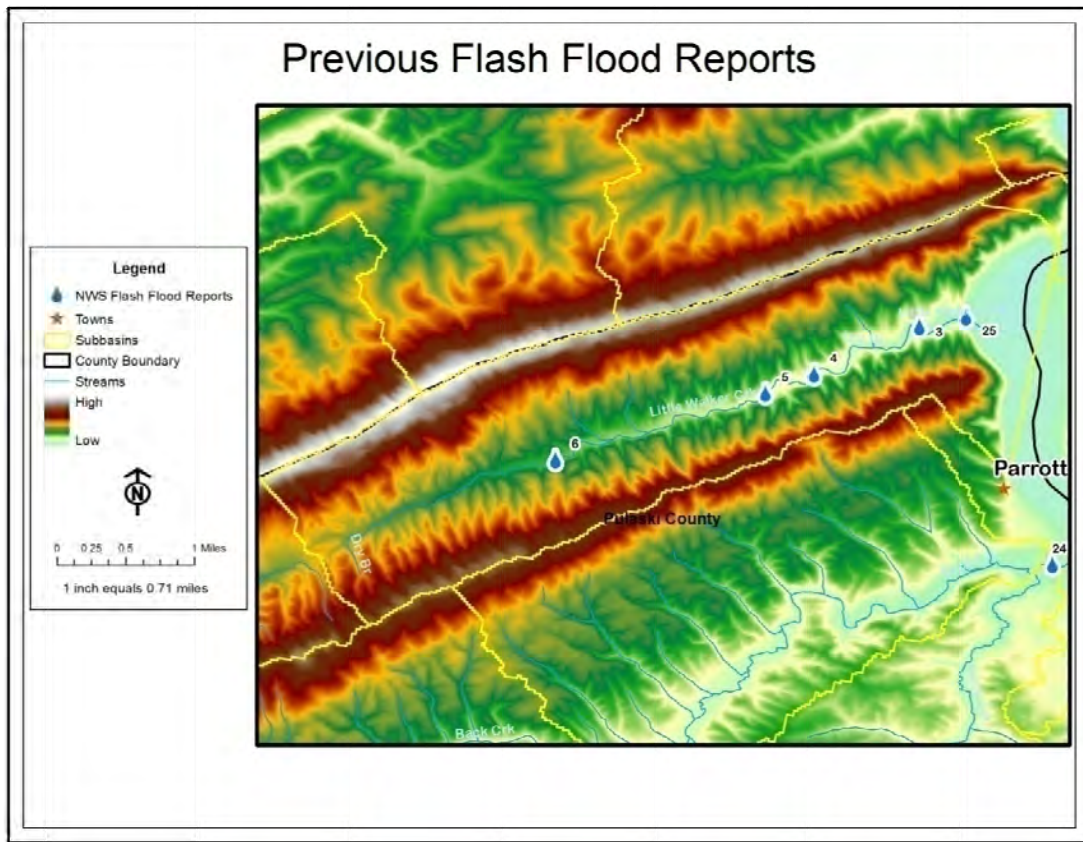 Previous Flash Flood Reports
Legend
NWS Flash Flood Reports
Towns
Subbasins
County Boundary
Streams
High
Low
N
0 0.25 0.5 1 Miles
1 inch equals 0.71 miles
3
25
4
5
Little Walker Crk
6
Parrott
Pulaski County
24
Dry Br
Back Crk